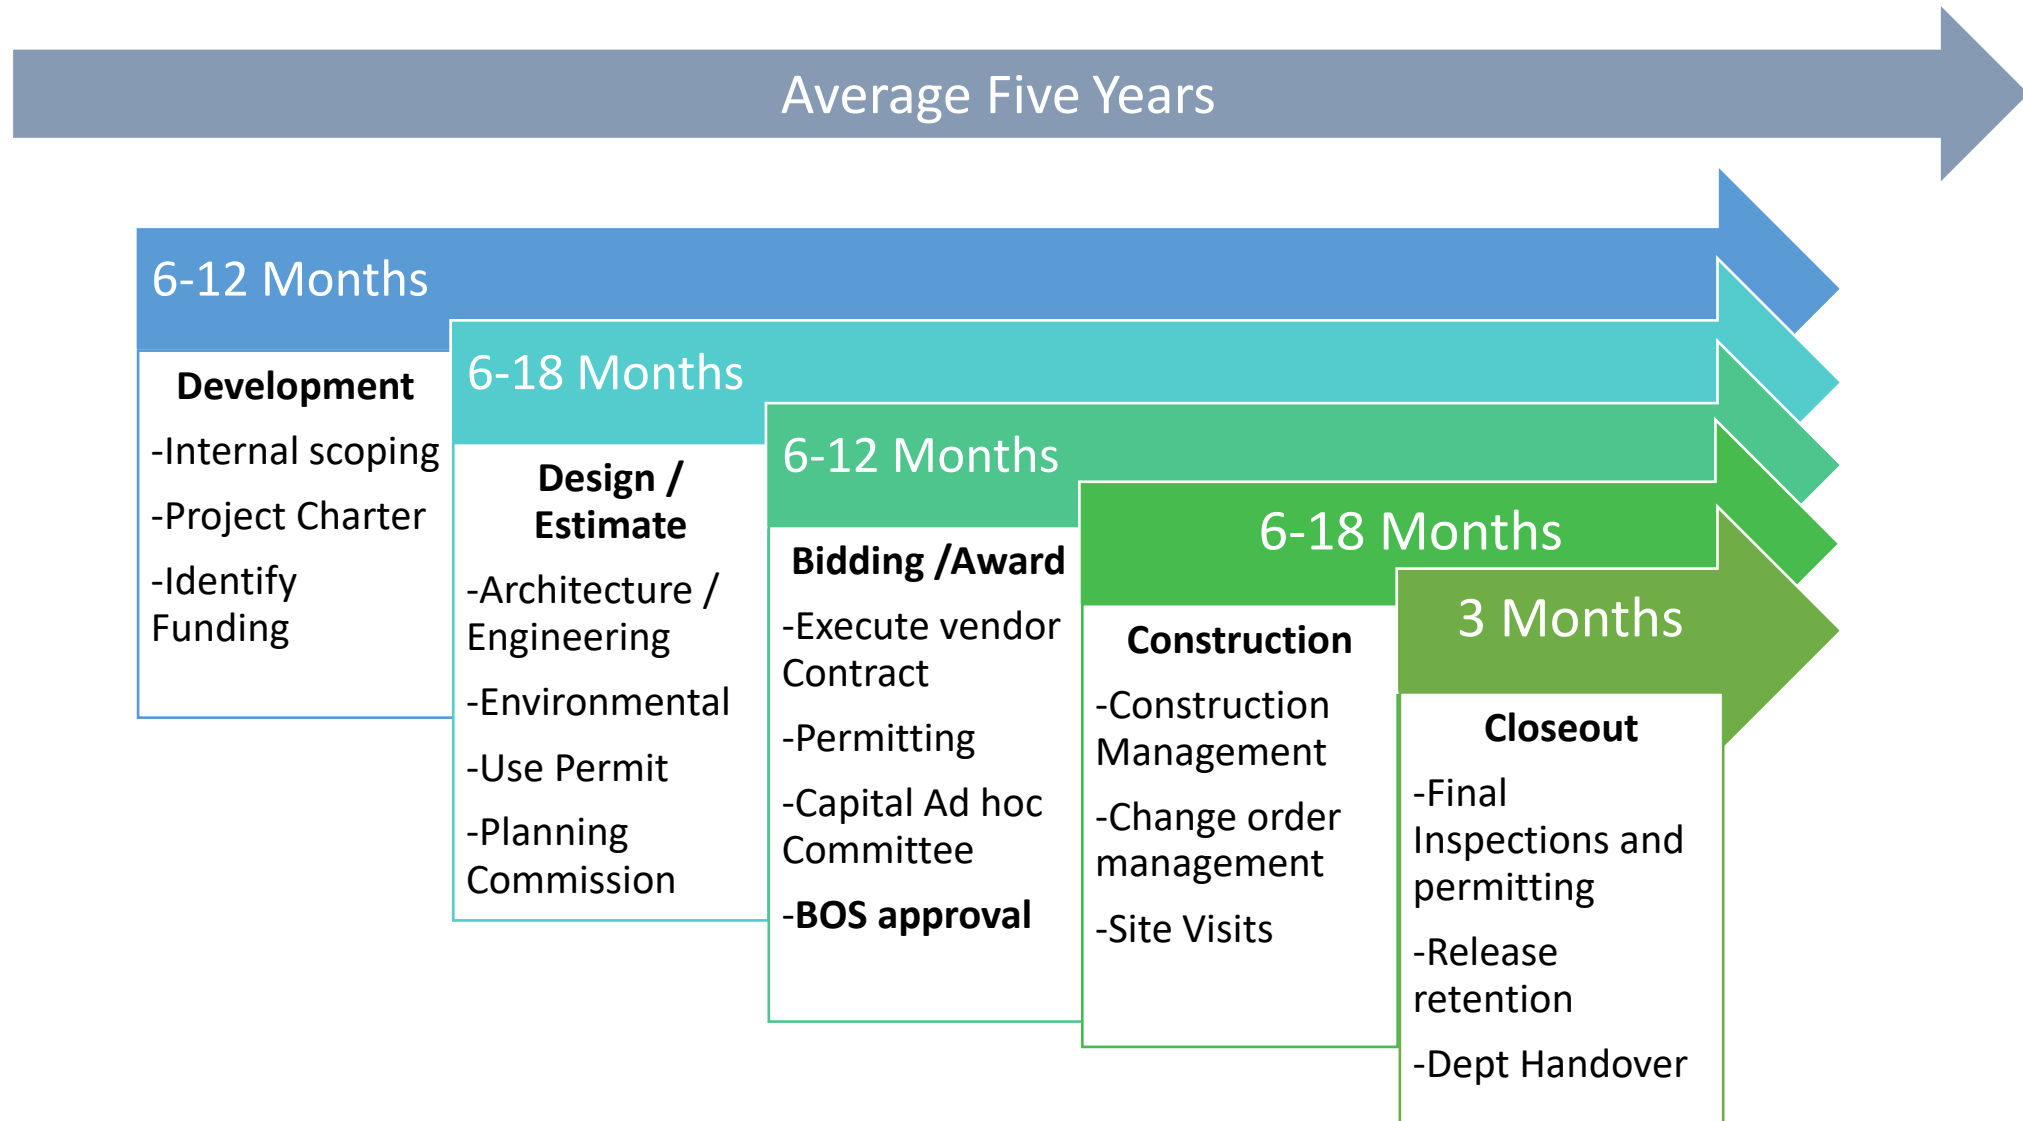 Average Five Years
6-12 Months
Development
-Internal scoping
-Project Charter
-Identify
Funding
6-18 Months
Design /
Estimate
-Architecture /
Engineering
-Environmental
-Use Permit
-Planning
Commission
6-12 Months
Bidding /Award
-Execute vendor
Contract
-Permitting
-Capital Ad hoc
Committee
-BOS approval
6-18 Months
Construction
-Construction
Management
-Change order
management
-Site Visits
3 Months
Closeout
-Final
Inspections and
permitting
-Release
retention
-Dept Handover